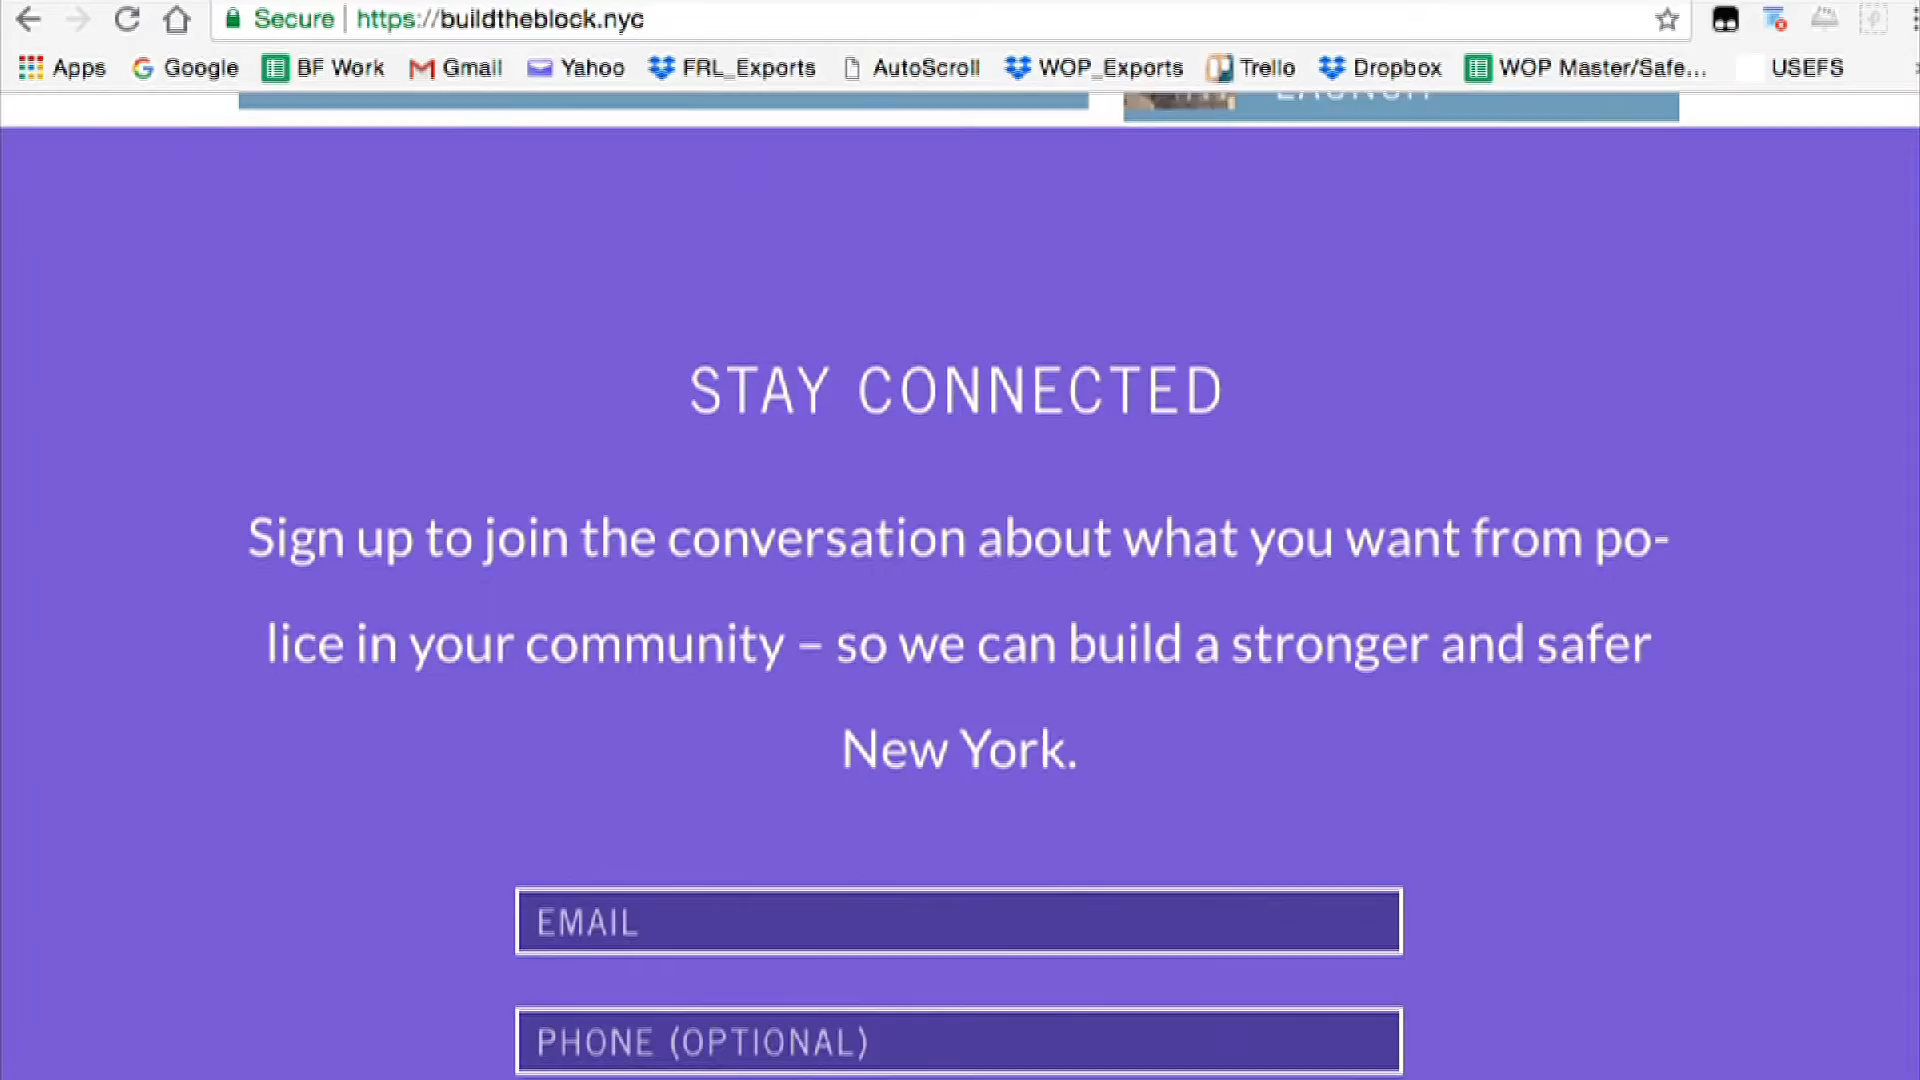 Secure | https://buildtheblock.nyc
Apps Google BF Work Gmail Yahoo FRL_Exports AutoScroll WOP_Exports Trello Dropbox WOP Master/Safe... USEFS
LAUNCH
STAY CONNECTED
Sign up to join the conversation about what you want from po-
lice in your community – so we can build a stronger and safer
New York.
EMAIL
PHONE (OPTIONAL)